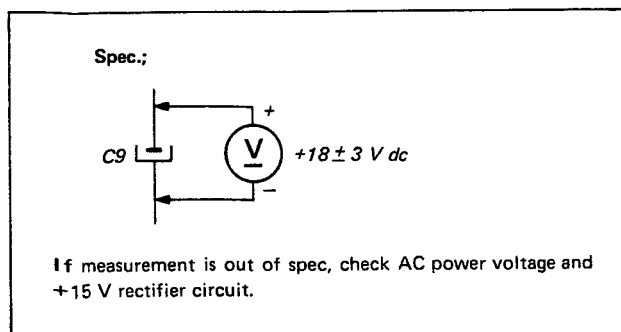 Spec.;
+
C9
V
+18 ± 3 V dc
−
If measurement is out of spec, check AC power voltage and
+15 V rectifier circuit.